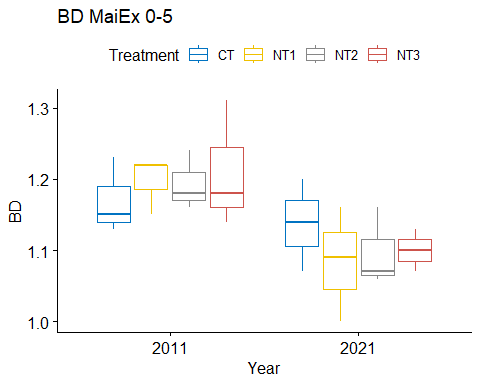 BD MaiEx 0-5
Treatment CT NT1 NT2 NT3
1.3
1.2
1.1
1.0
BD
2011 2021
Year